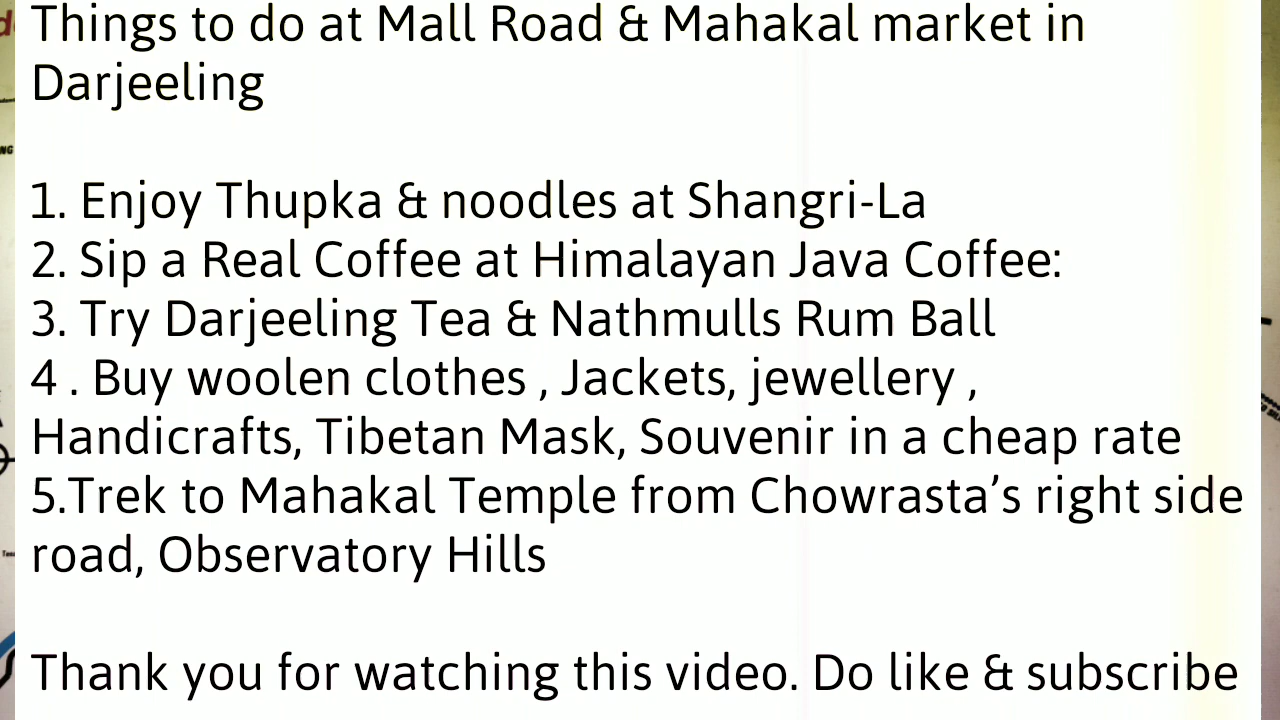 Things to do at Mall Road & Mahakal market in
Darjeeling
1. Enjoy Thupka & noodles at Shangri-La
2. Sip a Real Coffee at Himalayan Java Coffee:
3. Try Darjeeling Tea & Nathmulls Rum Ball
4 . Buy woolen clothes , Jackets, jewellery ,
Handicrafts, Tibetan Mask, Souvenir in a cheap rate
5.Trek to Mahakal Temple from Chowrasta’s right side
road, Observatory Hills
Thank you for watching this video. Do like & subscribe